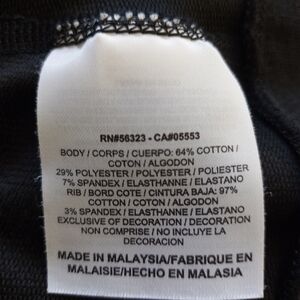 RN#56323 - CA#05553
BODY / CORPS / CUERPO: 64% COTTON /
COTON / ALGODON
29% POLYESTER / POLYESTER / POLIESTER
7% SPANDEX / ELASTHANNE / ELASTANO
RIB / BORD COTE / CINTURA BAJA: 97%
COTTON / COTON / ALGODON
3% SPANDEX / ELASTHANNE / ELASTANO
EXCLUSIVE OF DECORATION / DECORATION
NON COMPRISE / NO INCLUYE LA
DECORACION
MADE IN MALAYSIA/FABRIQUE EN
MALAISIE/HECHO EN MALASIA